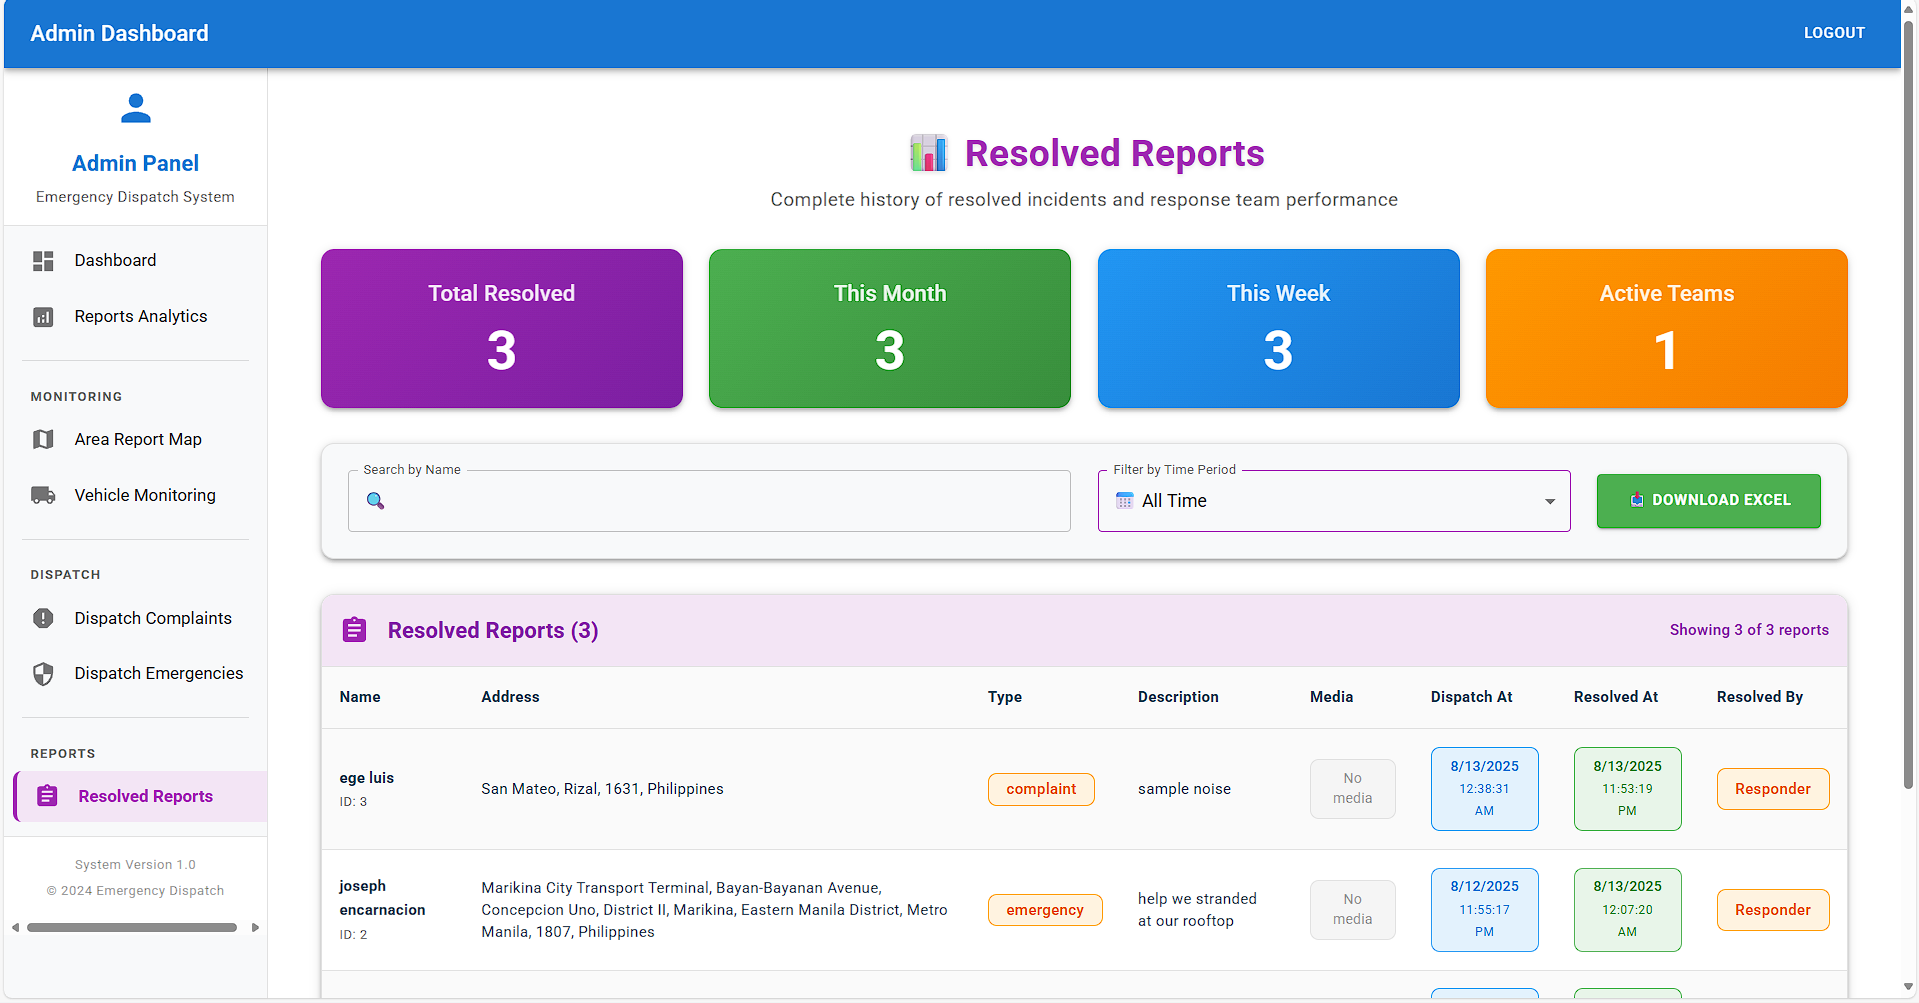 Admin Dashboard
LOGOUT
Admin Panel
Emergency Dispatch System
Dashboard
Reports Analytics
MONITORING
Area Report Map
Vehicle Monitoring
DISPATCH
Dispatch Complaints
Dispatch Emergencies
REPORTS
Resolved Reports
System Version 1.0
© 2024 Emergency Dispatch
Resolved Reports
Complete history of resolved incidents and response team performance
Total Resolved
3
This Month
3
This Week
3
Active Teams
1
Search by Name
Filter by Time Period
All Time
DOWNLOAD EXCEL
Resolved Reports (3)
Showing 3 of 3 reports
Name Address Type Description Media Dispatch At Resolved At Resolved By
ege luis
ID: 3
San Mateo, Rizal, 1631, Philippines
complaint
sample noise
No
media
8/13/2025
12:38:31
AM
8/13/2025
11:53:19
PM
Responder
joseph
encarnacion
ID: 2
Marikina City Transport Terminal, Bayan-Bayanan Avenue,
Concepcion Uno, District II, Marikina, Eastern Manila District, Metro
Manila, 1807, Philippines
emergency
help we stranded
at our rooftop
No
media
8/12/2025
11:55:17
PM
8/13/2025
12:07:20
AM
Responder